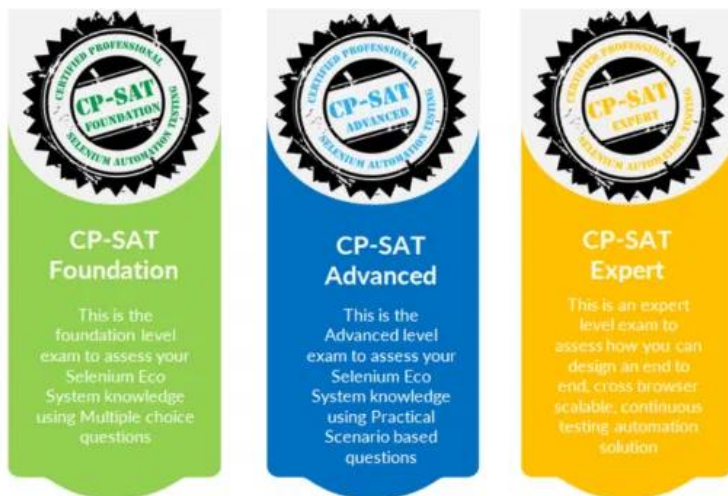 CERTIFIED PROFESSIONAL
CP-SAT
FOUNDATION
SELENIUM AUTOMATION TESTING
CP-SAT
Foundation
This is the
foundation level
exam to assess your
Selenium Eco
System knowledge
using Multiple choice
questions
CERTIFIED PROFESSIONAL
CP-SAT
ADVANCED
SELENIUM AUTOMATION TESTING
CP-SAT
Advanced
This is the
Advanced level
exam to assess your
Selenium Eco
System knowledge
using Practical
Scenario based
questions
CERTIFIED PROFESSIONAL
CP-SAT
EXPERT
SELENIUM AUTOMATION TESTING
CP-SAT
Expert
This is an expert
level exam to
assess how you can
design an end to
end, cross browser
scalable, continuous
testing automation
solution